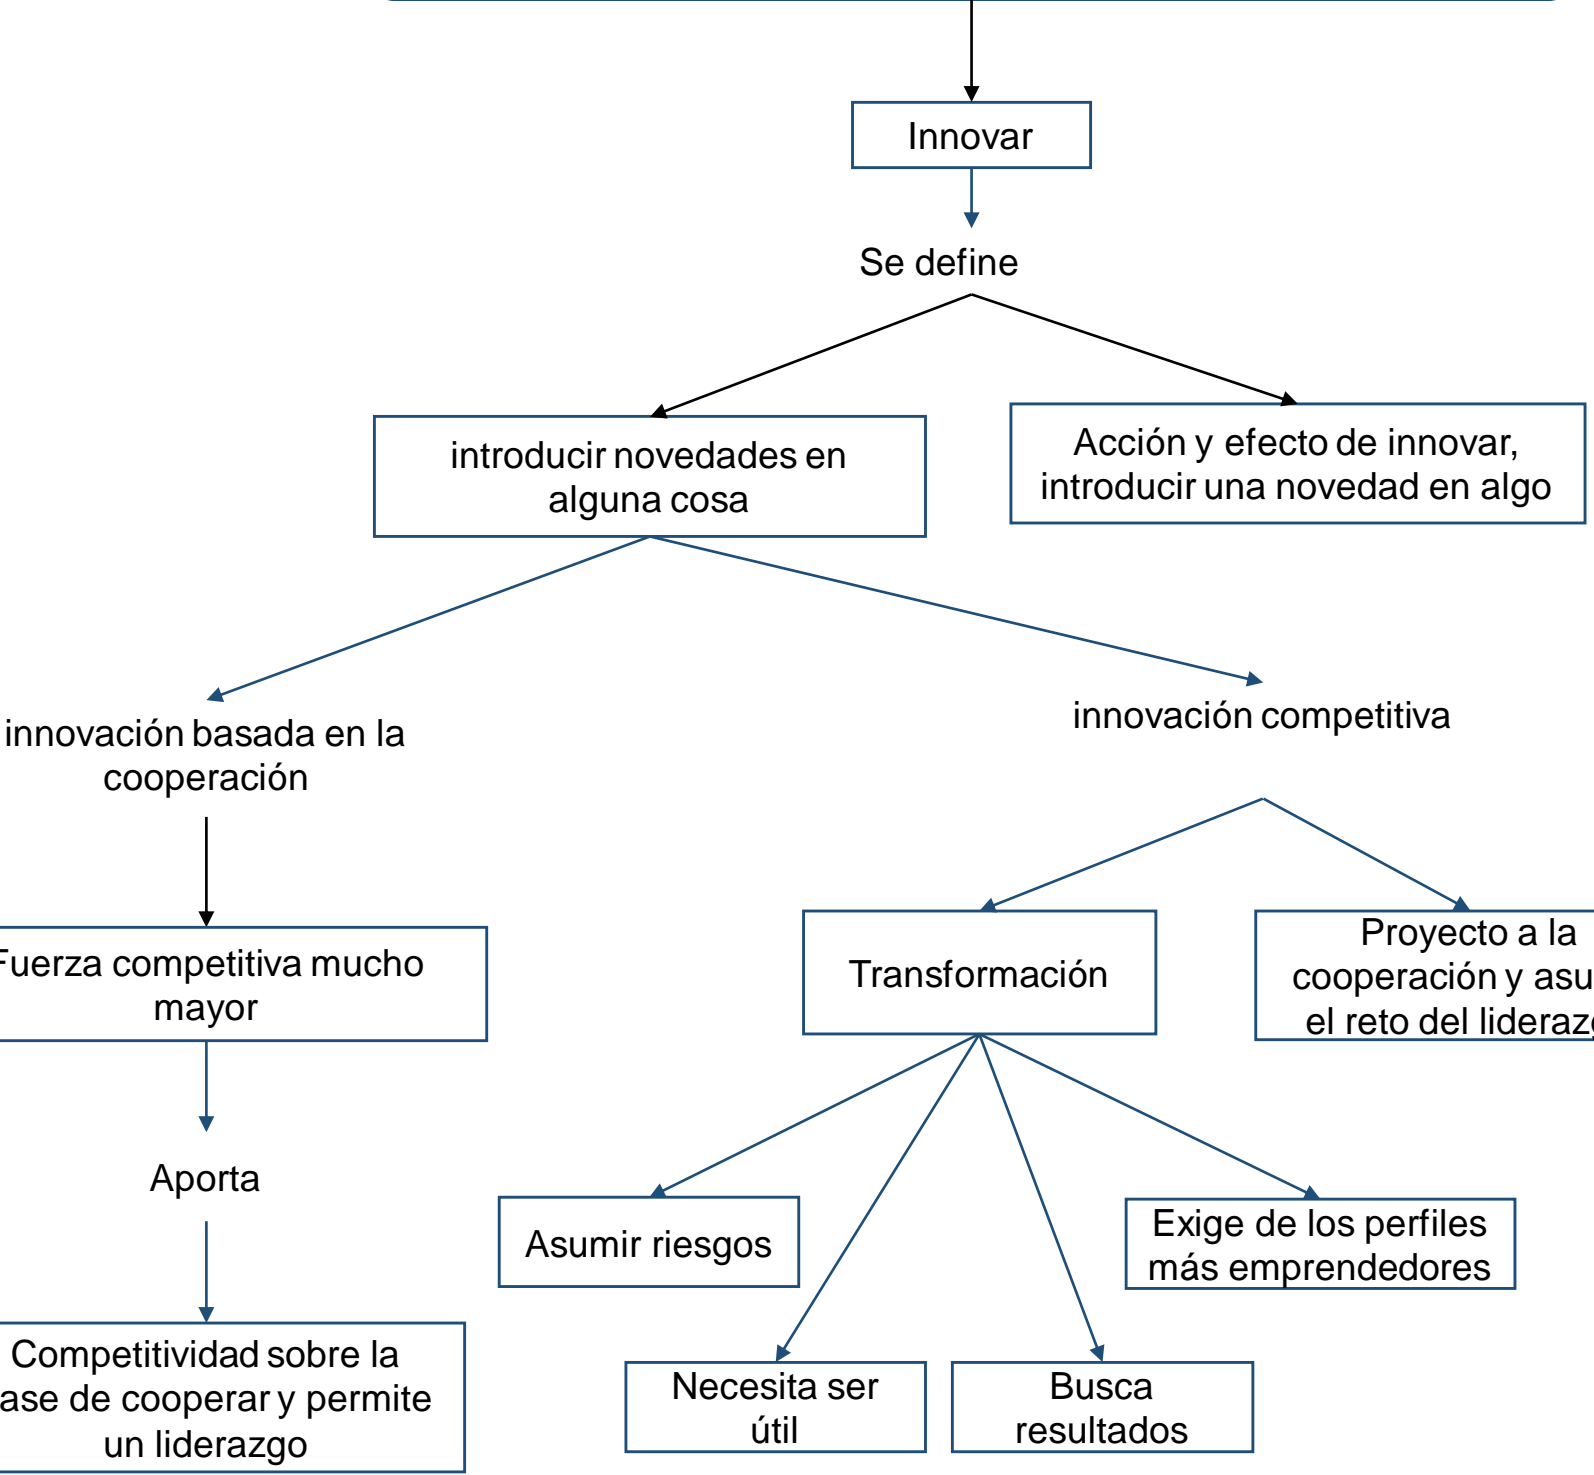 Innovar
Se define
introducir novedades en
alguna cosa
Acción y efecto de innovar,
introducir una novedad en algo
innovación basada en la
cooperación
innovación competitiva
Fuerza competitiva mucho
mayor
Transformación
Proyecto a la
cooperación y
el reto del
Aporta
Asumir riesgos
Exige de los perfiles
más emprendedores
Competitividad sobre la
de cooperar y permite
un liderazgo
Necesita ser
útil
Busca
resultados